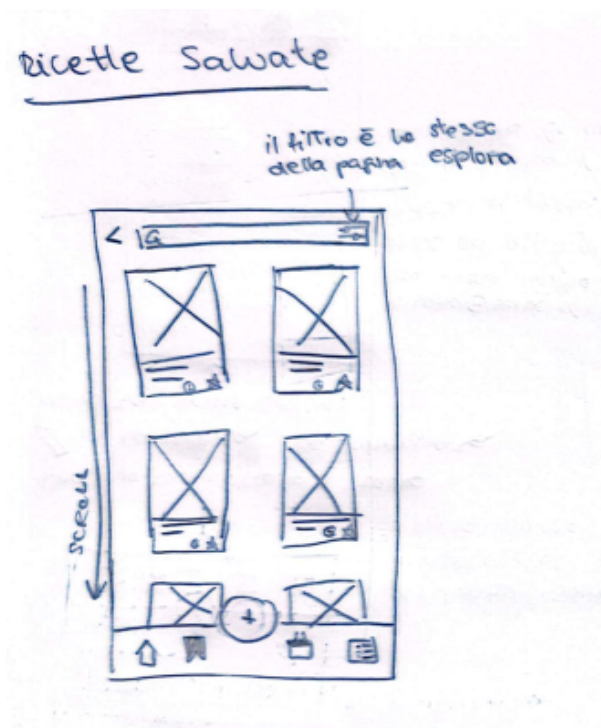 Ricette Salvate
il filtro è lo stesso
della pagina esplora
SCROLL